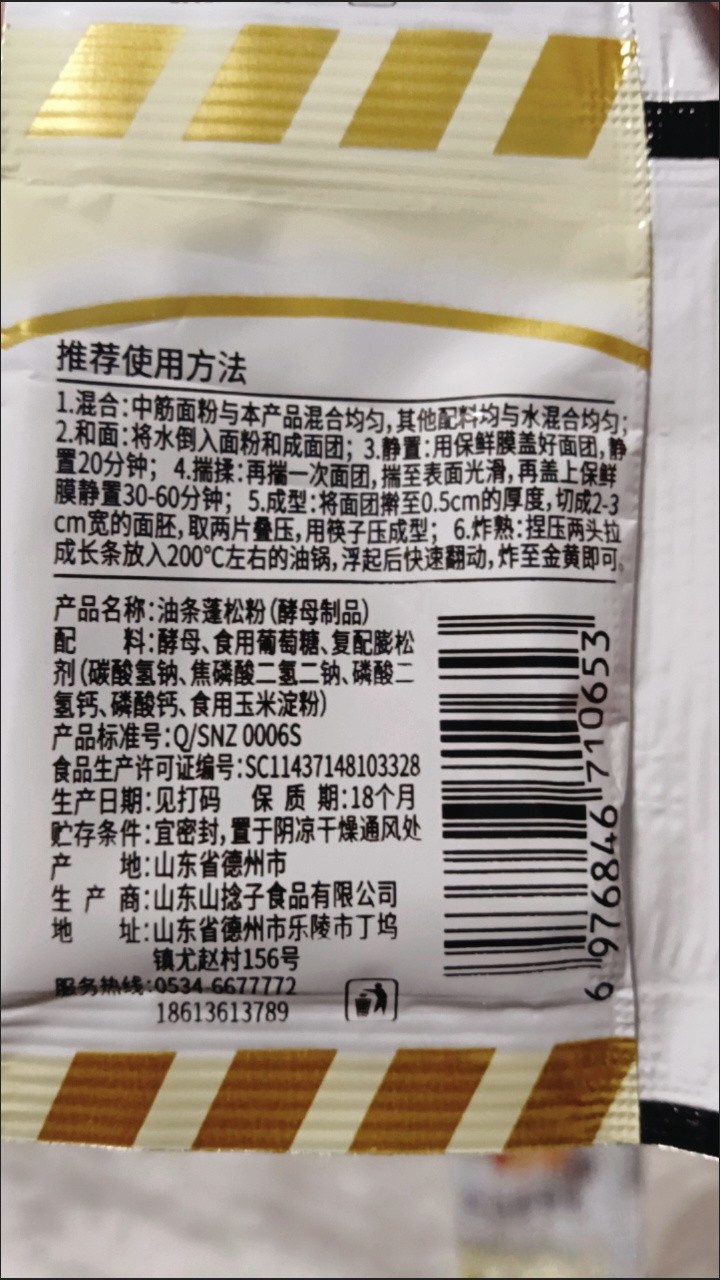 推荐使用方法
1.混合:中筋面粉与本产品混合均匀,其他配料均与水混合均匀;
2.和面:将水倒入面粉和成面团; 3.静置:用保鲜膜盖好面团,静
置20分钟; 4.揣揉:再揣一次面团,揣至表面光滑,再盖上保鲜
膜静置30-60分钟; 5.成型:将面团擀至0.5cm的厚度,切成2-3
cm宽的面胚,取两片叠压,用筷子压成型; 6.炸熟:捏压两头拉
成长条放入200℃左右的油锅,浮起后快速翻动,炸至金黄即可。
产品名称:油条蓬松粉(酵母制品)
配 料:酵母、食用葡萄糖、复配膨松
剂(碳酸氢钠、焦磷酸二氢二钠、磷酸二
氢钙、磷酸钙、食用玉米淀粉)
产品标准号:Q/SNZ 0006S
食品生产许可证编号:SC11437148103328
生产日期:见打码 保 质 期:18个月
贮存条件:宜密封,置于阴凉干燥通风处
产 地:山东省德州市
生 产 商:山东山捻子食品有限公司
地 址:山东省德州市乐陵市丁坞
镇尤赵村156号
服务热线:0534-6677772
18613613789
6 976846 710653